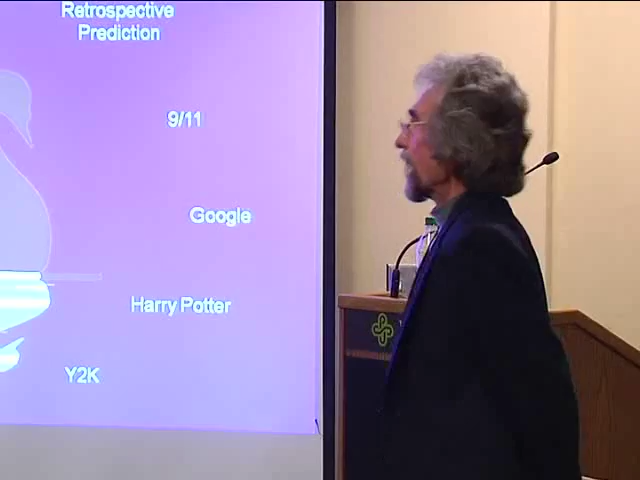 Retrospective
Prediction
9/11
Google
Harry Potter
Y2K